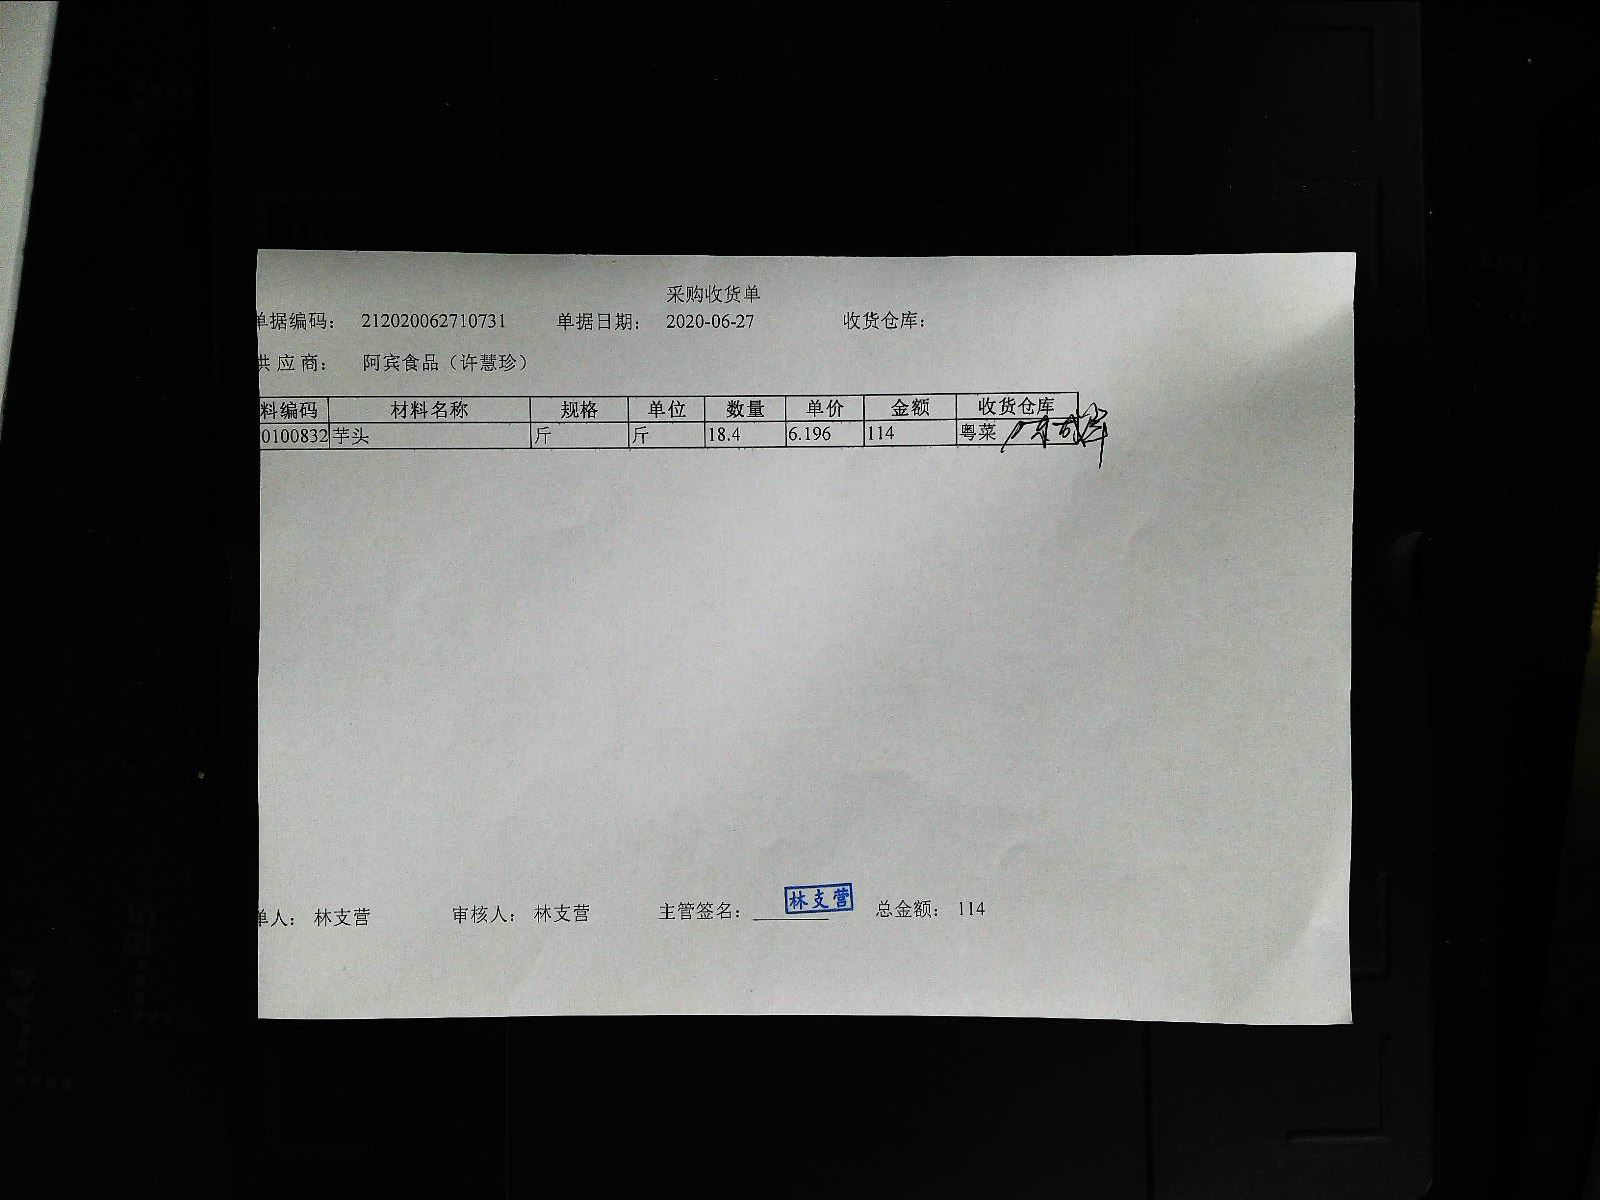 采购收货单
单据编码： 212020062710731 单据日期： 2020-06-27 收货仓库：
供应商： 阿宾食品（许慧珍）
料编码 材料名称 规格 单位 数量 单价 金额 收货仓库
0100832 芋头 斤 斤 18.4 6.196 114 粤菜
单人： 林支营 审核人： 林支营 主管签名： 林支营 总金额： 114